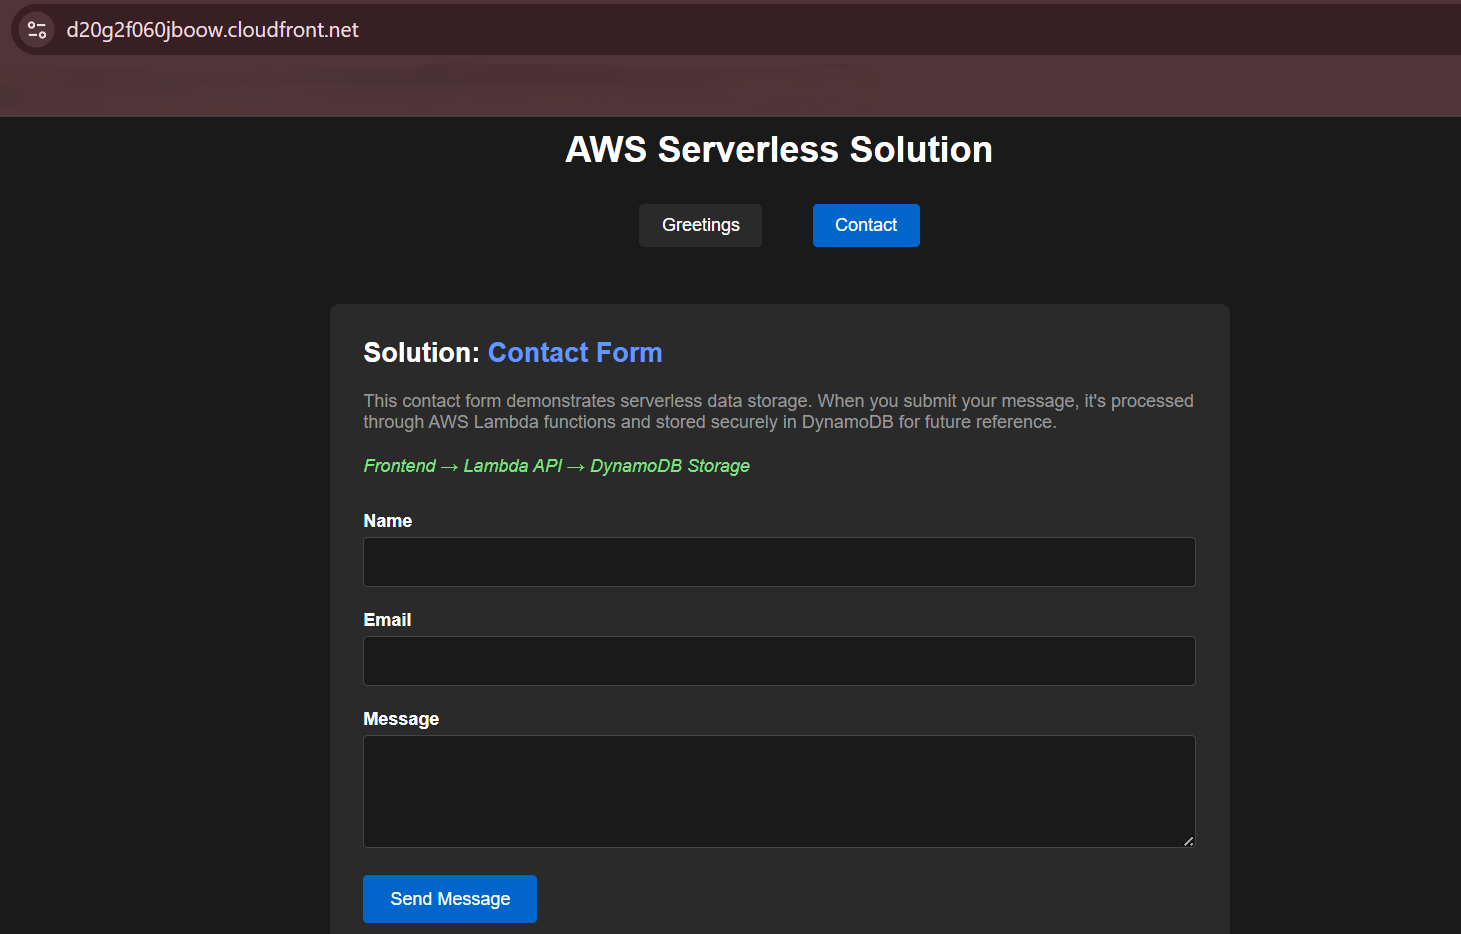 d20g2f060jboow.cloudfront.net
AWS Serverless Solution
Greetings
Contact
Solution: Contact Form
This contact form demonstrates serverless data storage. When you submit your message, it's processed
through AWS Lambda functions and stored securely in DynamoDB for future reference.
Frontend → Lambda API → DynamoDB Storage
Name
Email
Message
Send Message